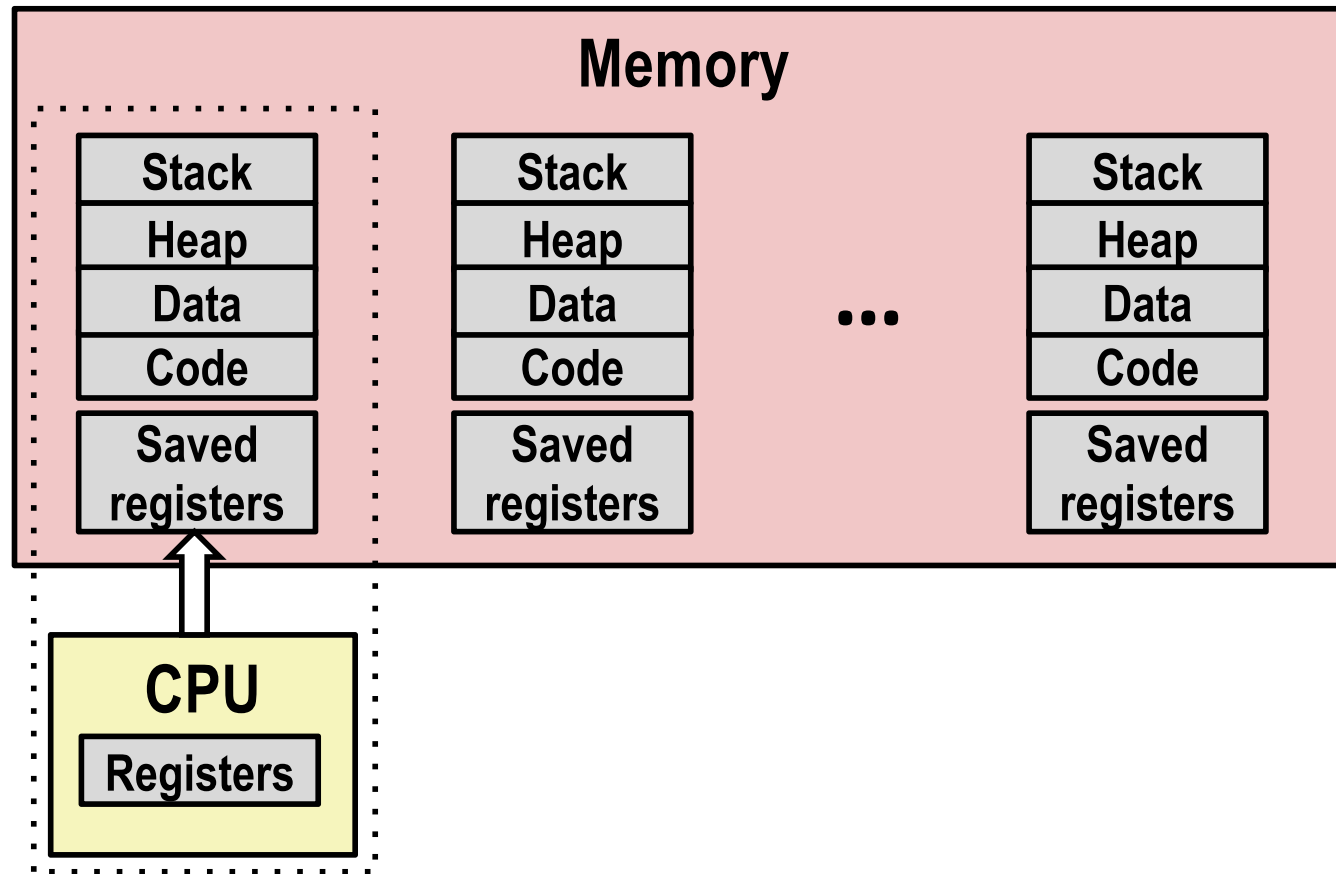 Memory
Stack
Heap
Data
Code
Saved
registers
Stack
Heap
Data
Code
Saved
registers
...
Stack
Heap
Data
Code
Saved
registers
CPU
Registers